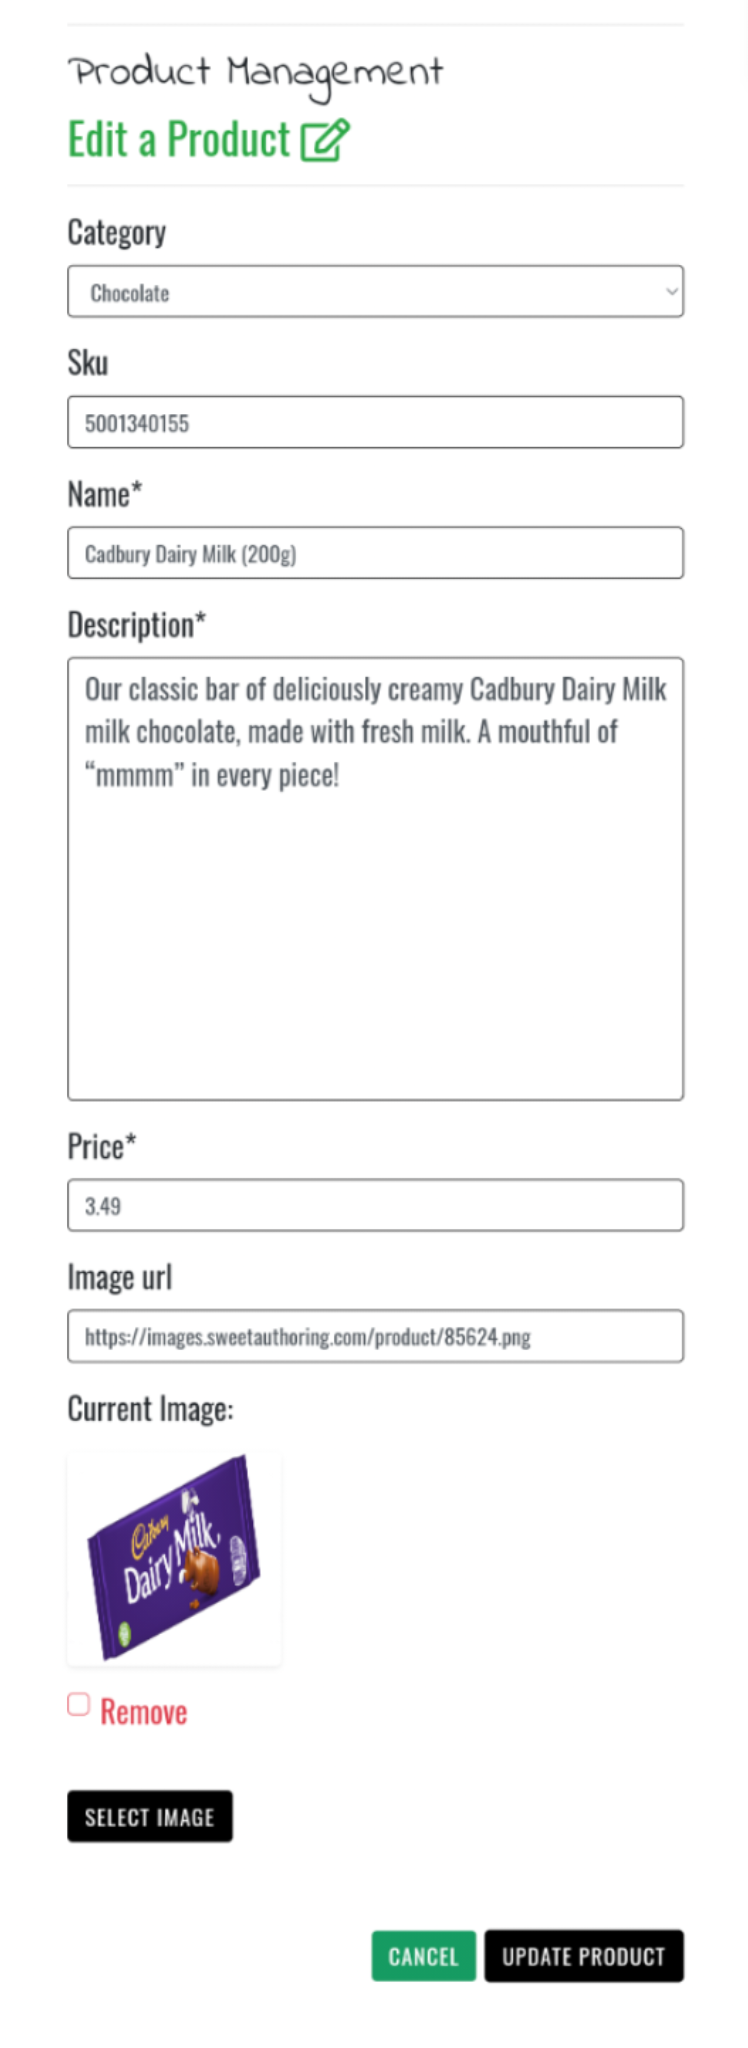 Product Management
Edit a Product
Category
Chocolate
Sku
5001340155
Name*
Cadbury Dairy Milk (200g)
Description*
Our classic bar of deliciously creamy Cadbury Dairy Milk
milk chocolate, made with fresh milk. A mouthful of
“mmmm” in every piece!
Price*
3.49
Image url
https://images.sweetauthoring.com/product/85624.png
Current Image:
Cadbury
Dairy Milk
Remove
SELECT IMAGE
CANCEL UPDATE PRODUCT